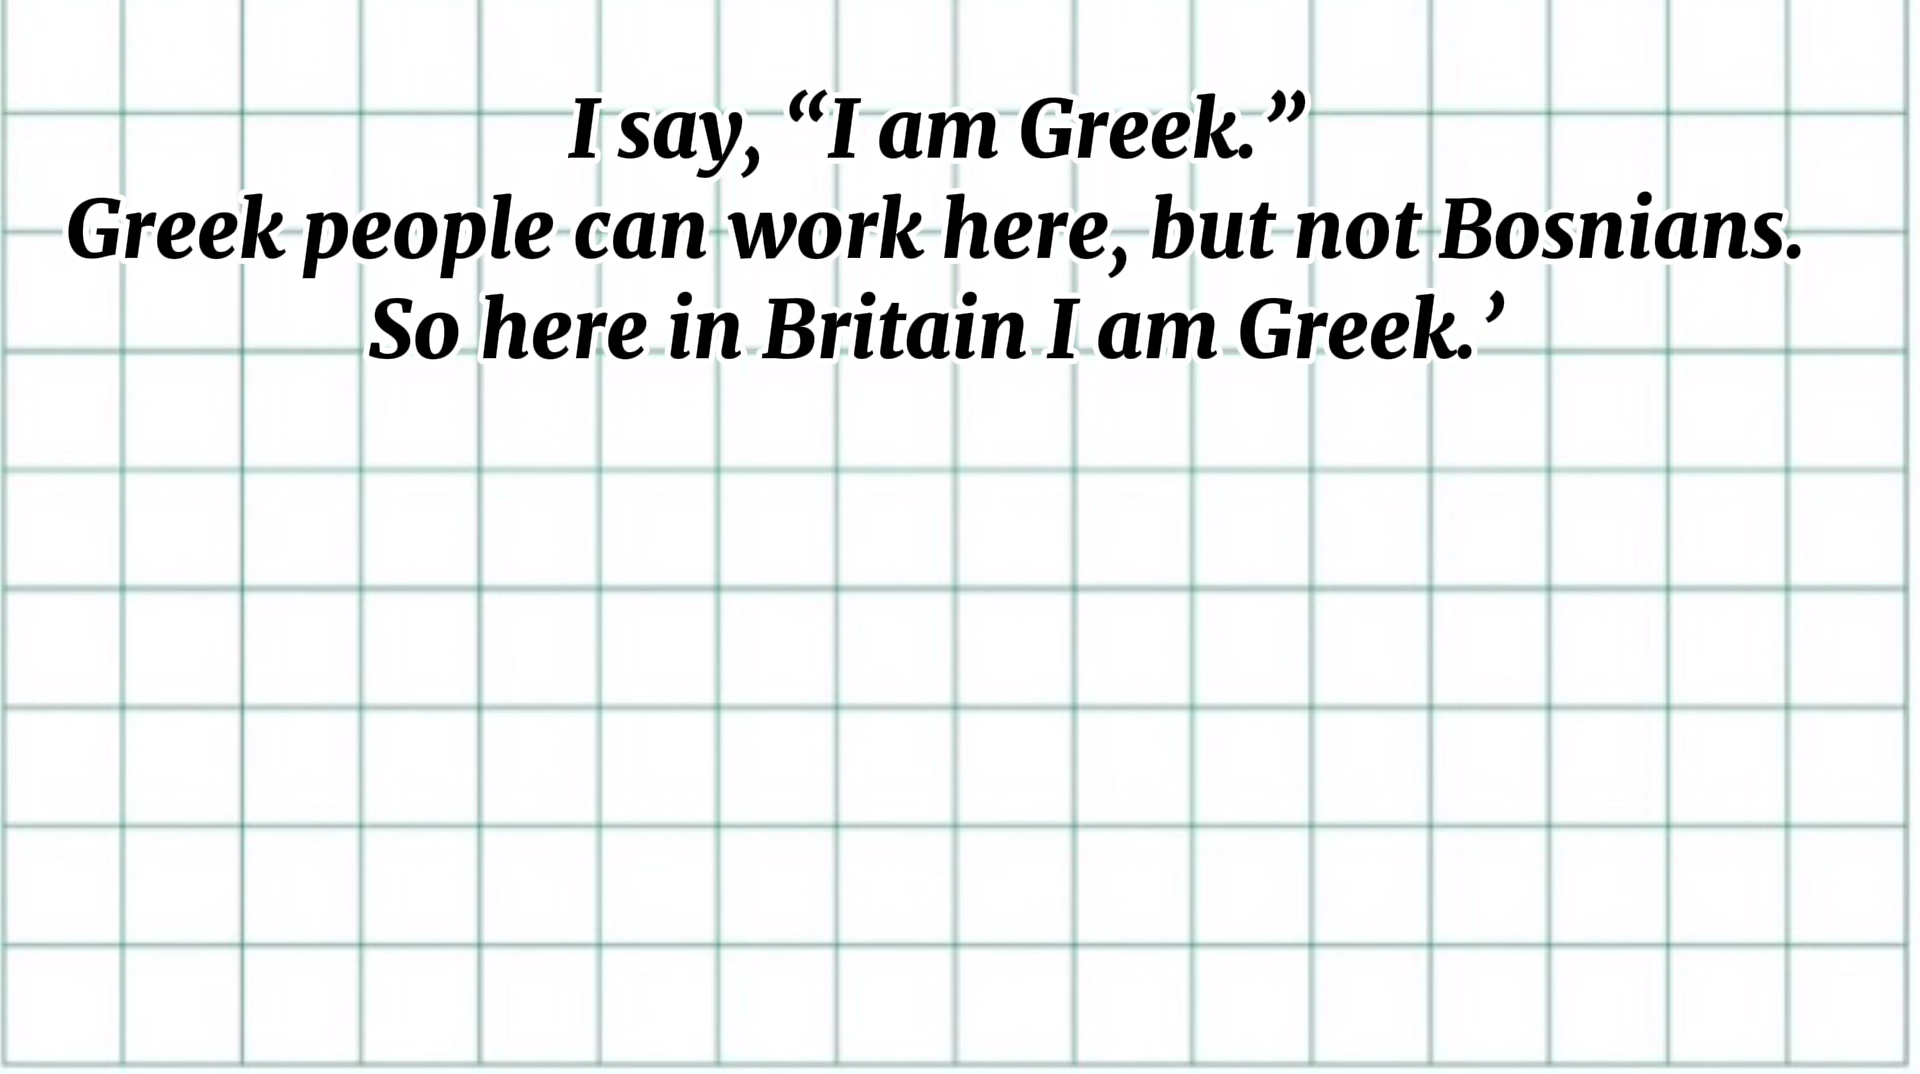 I say, “I am Greek.”
Greek people can work here, but not Bosnians.
So here in Britain I am Greek.’